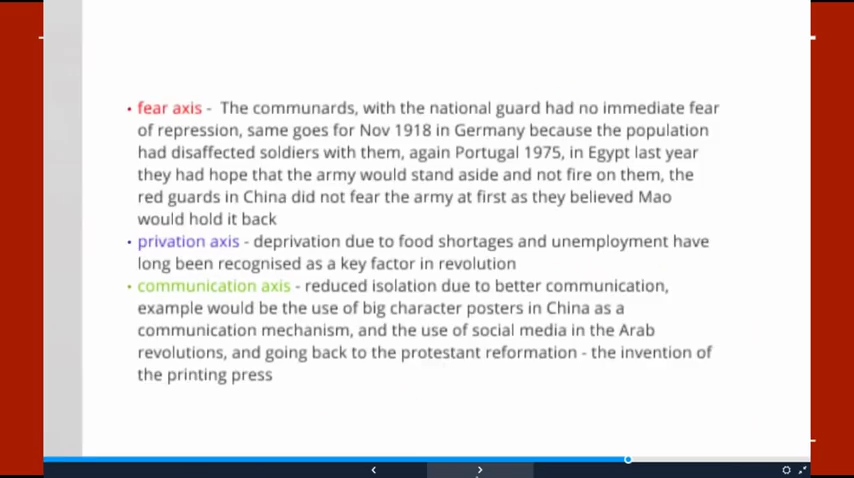 • fear axis - The communards, with the national guard had no immediate fear
of repression, same goes for Nov 1918 in Germany because the population
had disaffected soldiers with them, again Portugal 1975, in Egypt last year
they had hope that the army would stand aside and not fire on them, the
red guards in China did not fear the army at first as they believed Mao
would hold it back
• privation axis - deprivation due to food shortages and unemployment have
long been recognised as a key factor in revolution
• communication axis - reduced isolation due to better communication,
example would be the use of big character posters in China as a
communication mechanism, and the use of social media in the Arab
revolutions, and going back to the protestant reformation - the invention of
the printing press